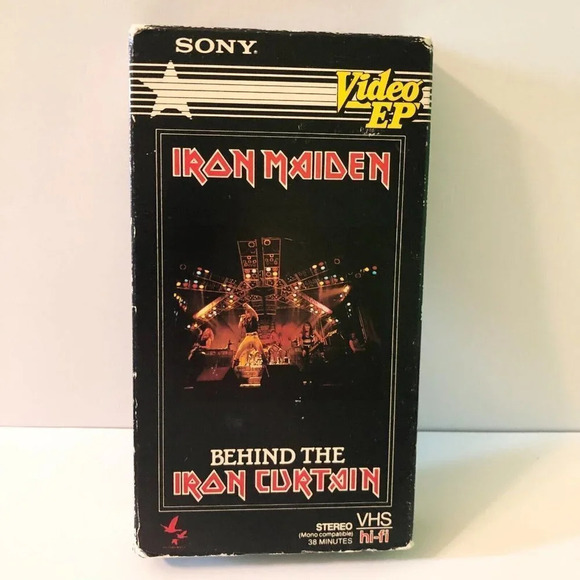 SONY®
Video
EP
IRON MAIDEN
BEHIND THE
IRON CURTAIN
STEREO
(Mono compatible)
38 MINUTES
VHS
hi-fi